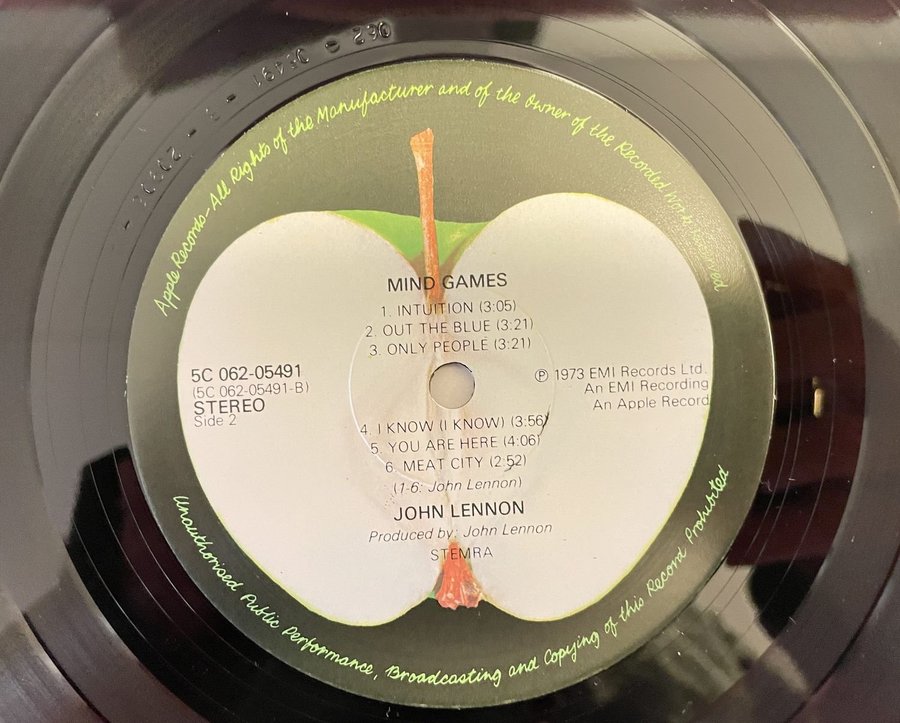 Apple Records-All Rights of the Manufacturer and of the Owner of the Recorded Works Reserved
MIND GAMES
1. INTUITION (3:05)
2. OUT THE BLUE (3:21)
3. ONLY PEOPLE (3:21)
5C 062-05491
(5C 062-05491-B)
STEREO
Side 2
℗ 1973 EMI Records Ltd.
An EMI Recording
An Apple Record
4. I KNOW (I KNOW) (3:56)
5. YOU ARE HERE (4:06)
6. MEAT CITY (2:52)
(1-6: John Lennon)
JOHN LENNON
Produced by: John Lennon
STEMRA
Unauthorised Public Performance, Broadcasting and Copying of this Record Prohibited